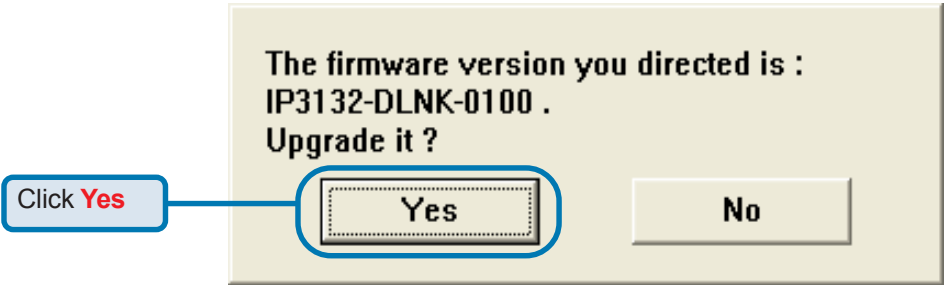 The firmware version you directed is :
IP3132-DLNK-0100 .
Upgrade it ?
Click Yes
Yes
No